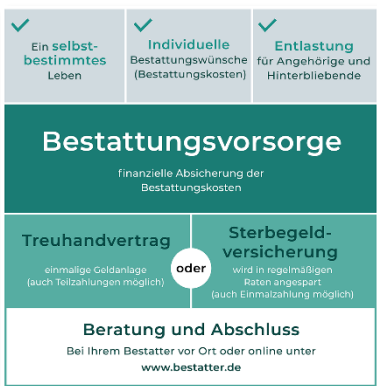 Ein selbst-
bestimmtes
Leben
Individuelle
Bestattungswünsche
(Bestattungskosten)
Entlastung
für Angehörige und
Hinterbliebende
Bestattungsvorsorge
finanzielle Absicherung der
Bestattungskosten
Treuhandvertrag
einmalige Geldanlage
(auch Teilzahlungen möglich)
oder
Sterbegeld-
versicherung
wird in regelmäßigen
Raten angespart
(auch Einmalzahlung möglich)
Beratung und Abschluss
Bei Ihrem Bestatter vor Ort oder online unter
www.bestatter.de